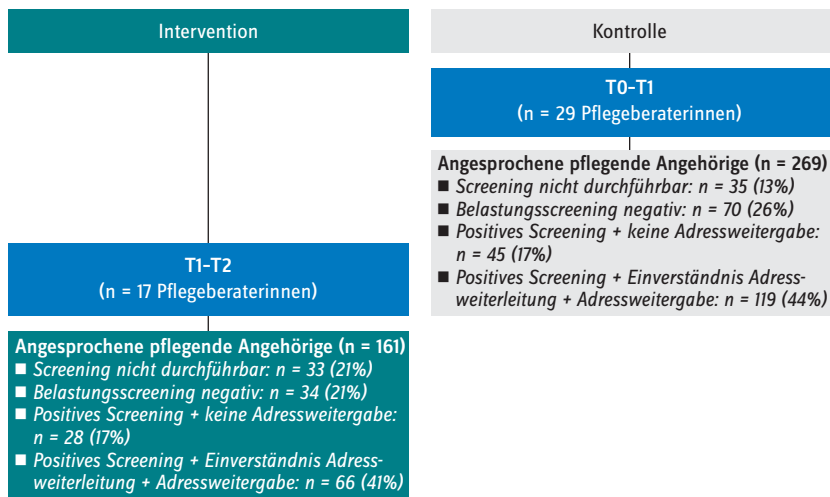 Intervention
Kontrolle
T0–T1
(n = 29 Pflegeberaterinnen)
Angesprochene pflegende Angehörige (n = 269)
■ Screening nicht durchführbar: n = 35 (13%)
■ Belastungsscreening negativ: n = 70 (26%)
■ Positives Screening + keine Adressweitergabe:
n = 45 (17%)
■ Positives Screening + Einverständnis Adress-
weiterleitung + Adressweitergabe: n = 119 (44%)
T1–T2
(n = 17 Pflegeberaterinnen)
Angesprochene pflegende Angehörige (n = 161)
■ Screening nicht durchführbar: n = 33 (21%)
■ Belastungsscreening negativ: n = 34 (21%)
■ Positives Screening + keine Adressweitergabe:
n = 28 (17%)
■ Positives Screening + Einverständnis Adress-
weiterleitung + Adressweitergabe: n = 66 (41%)